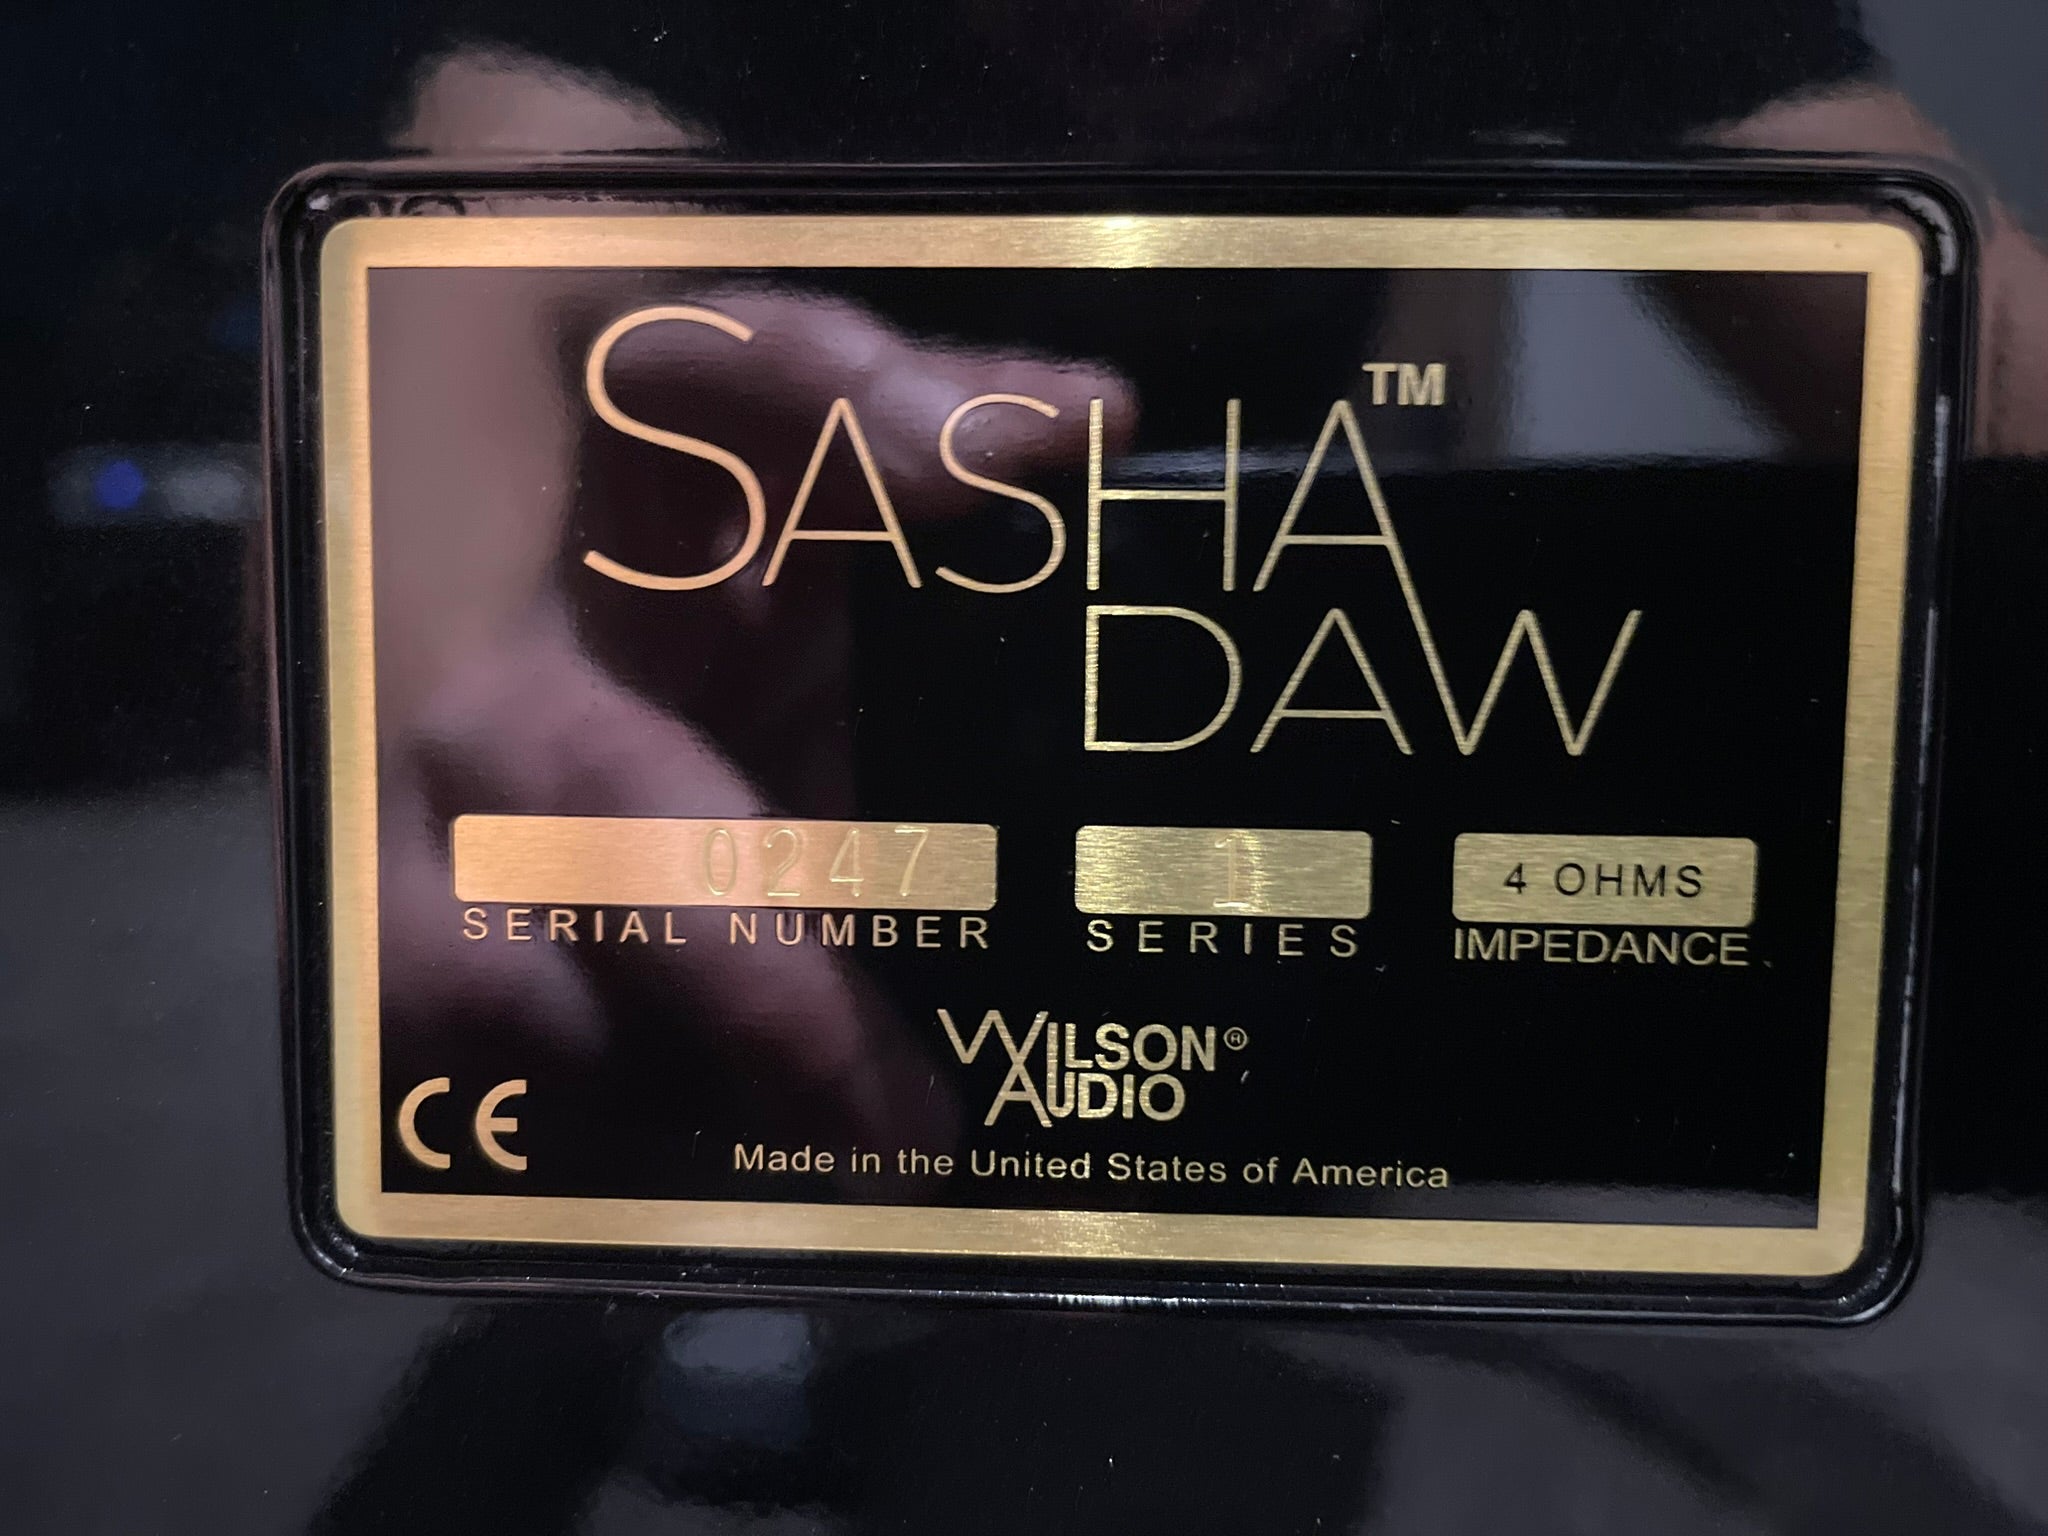 SASHA™
DAW
0247 1 4 OHMS
SERIAL NUMBER SERIES IMPEDANCE
WILSON®
AUDIO
CE
Made in the United States of America